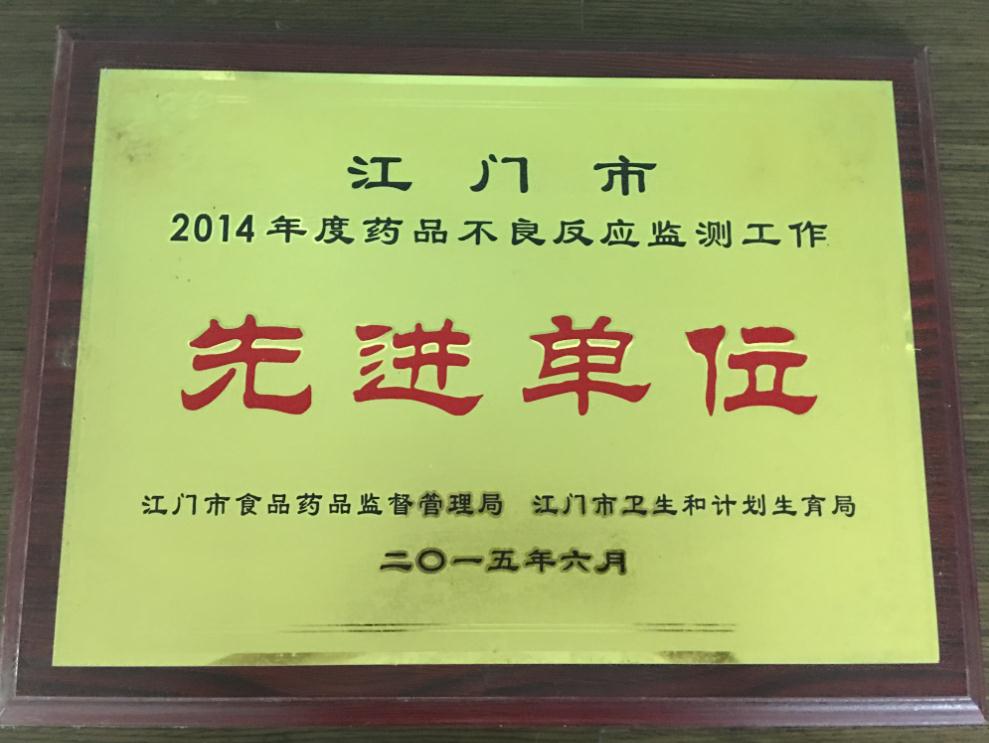 江门市
2014年度药品不良反应监测工作
先进单位
江门市食品药品监督管理局 江门市卫生和计划生育局
二〇一五年六月